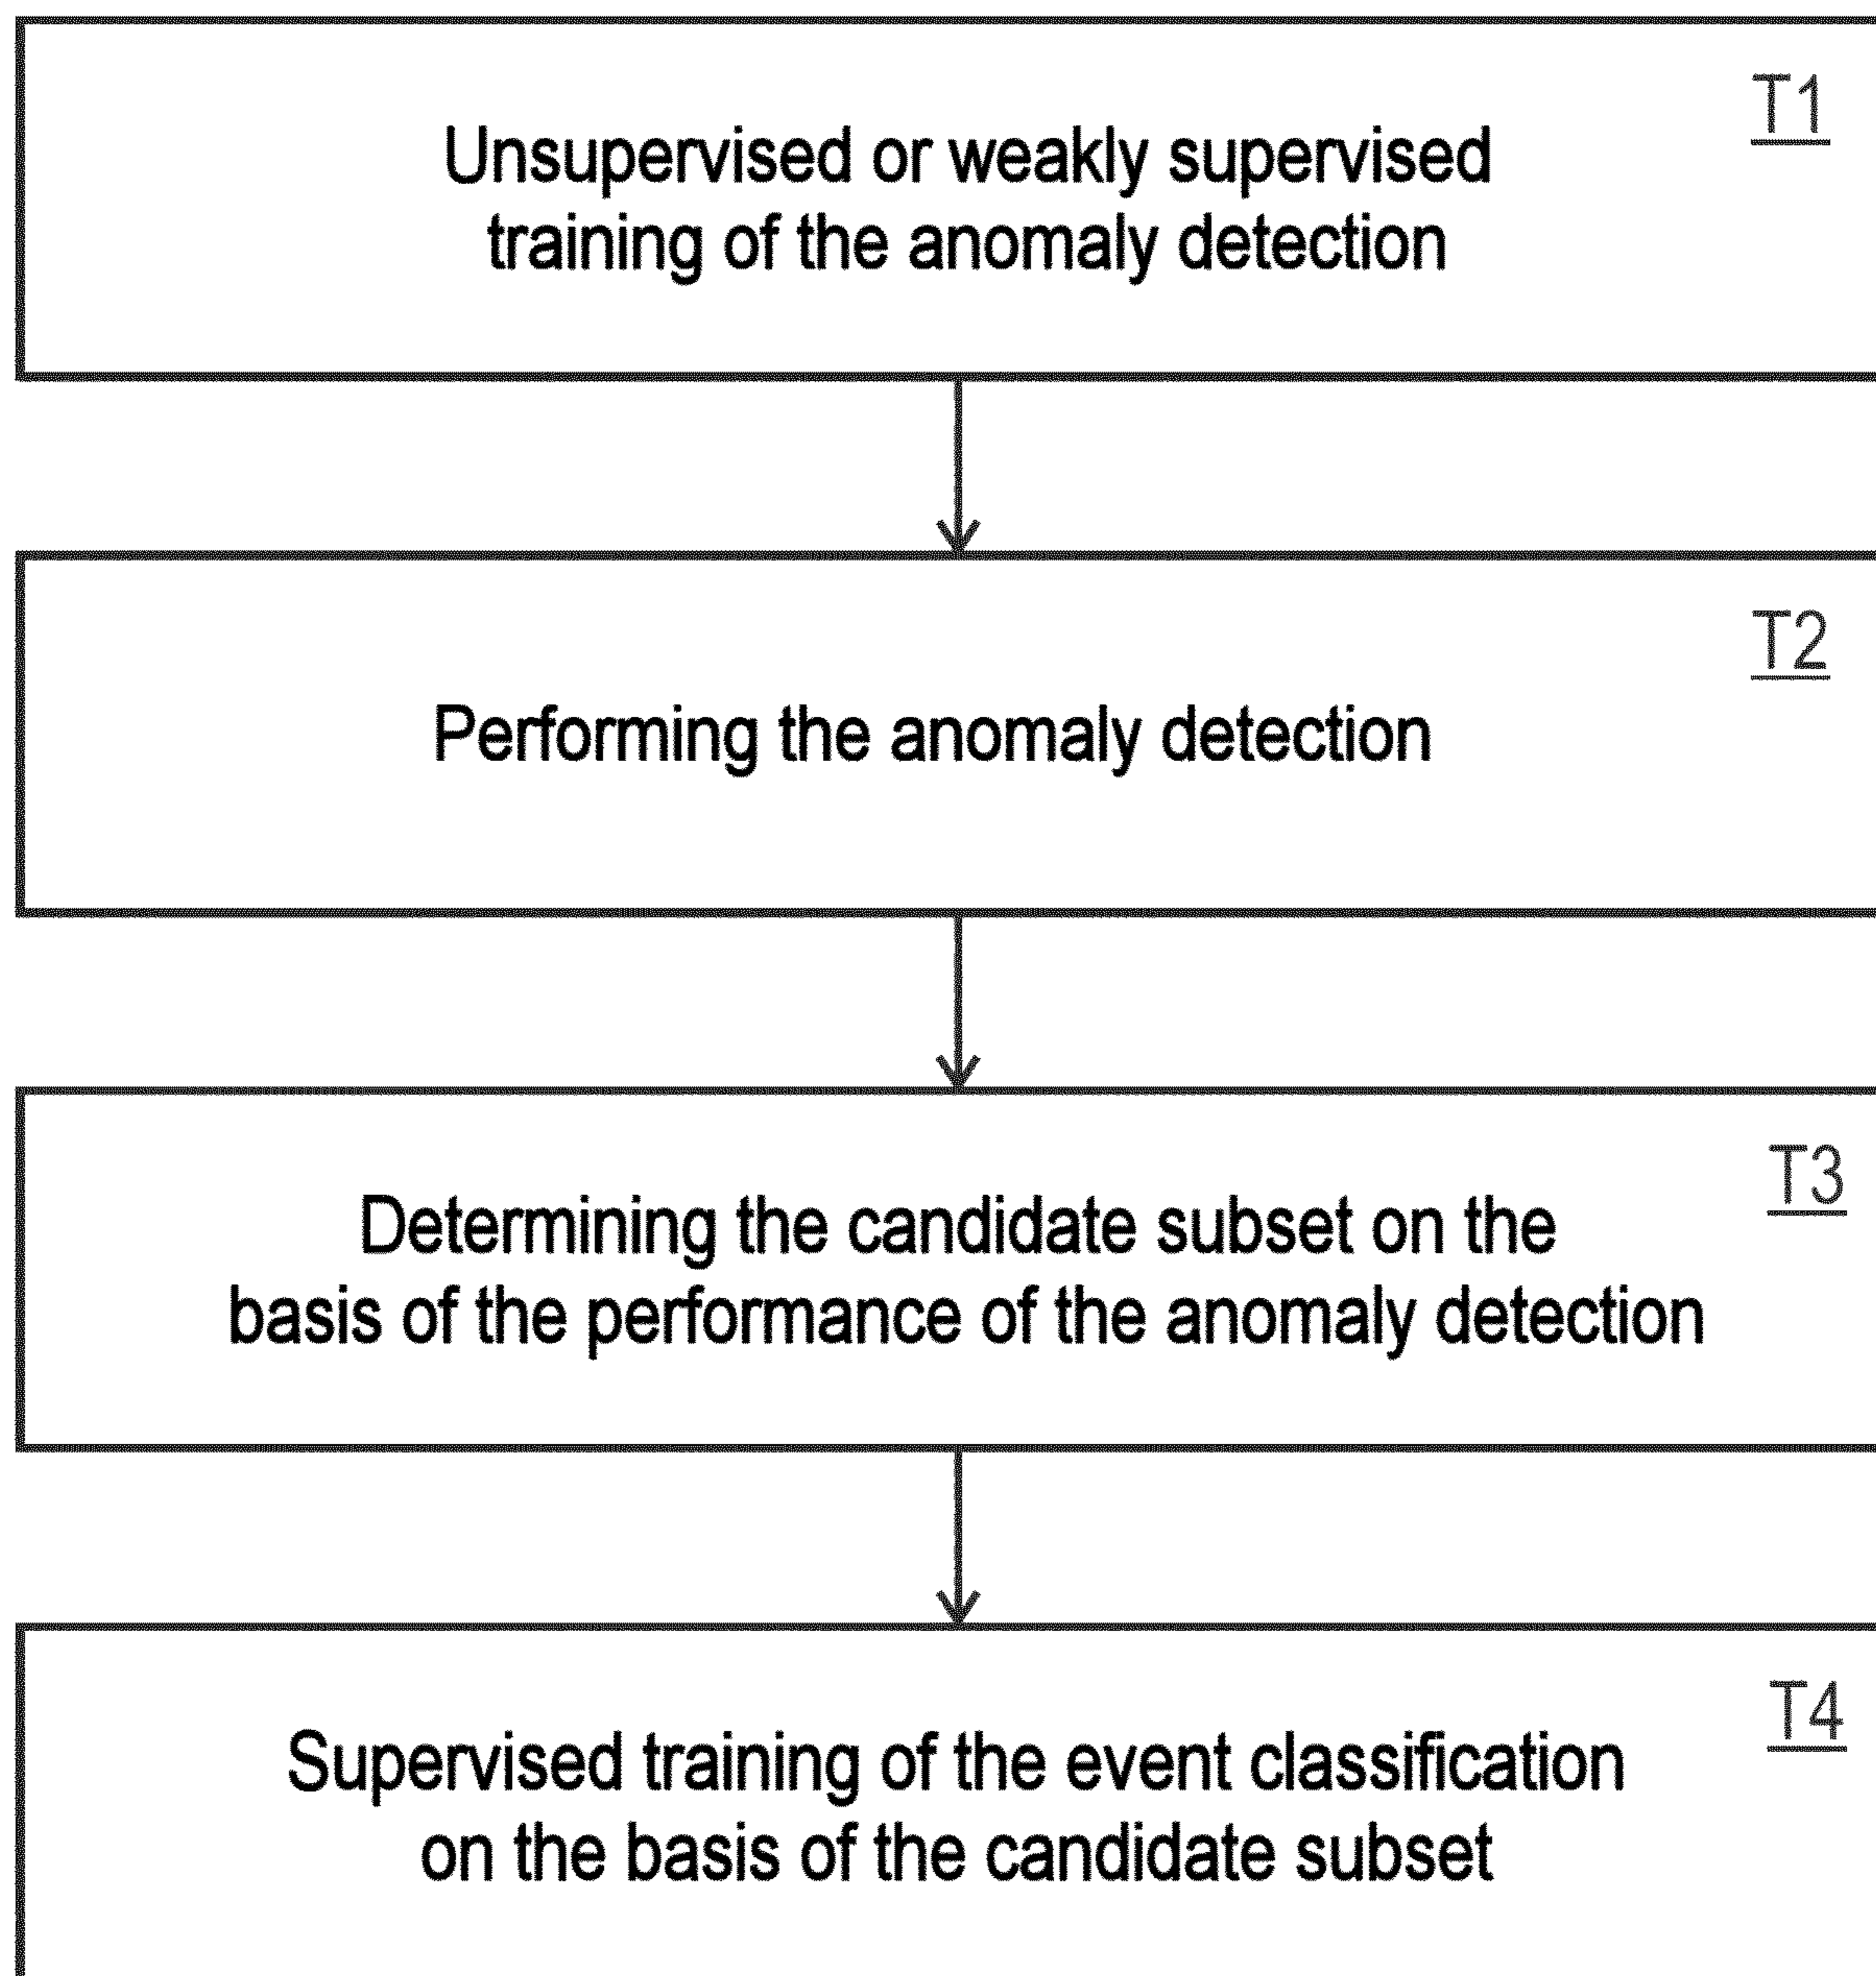 T1
Unsupervised or weakly supervised
training of the anomaly detection
T2
Performing the anomaly detection
T3
Determining the candidate subset on the
basis of the performance of the anomaly detection
T4
Supervised training of the event classification
on the basis of the candidate subset